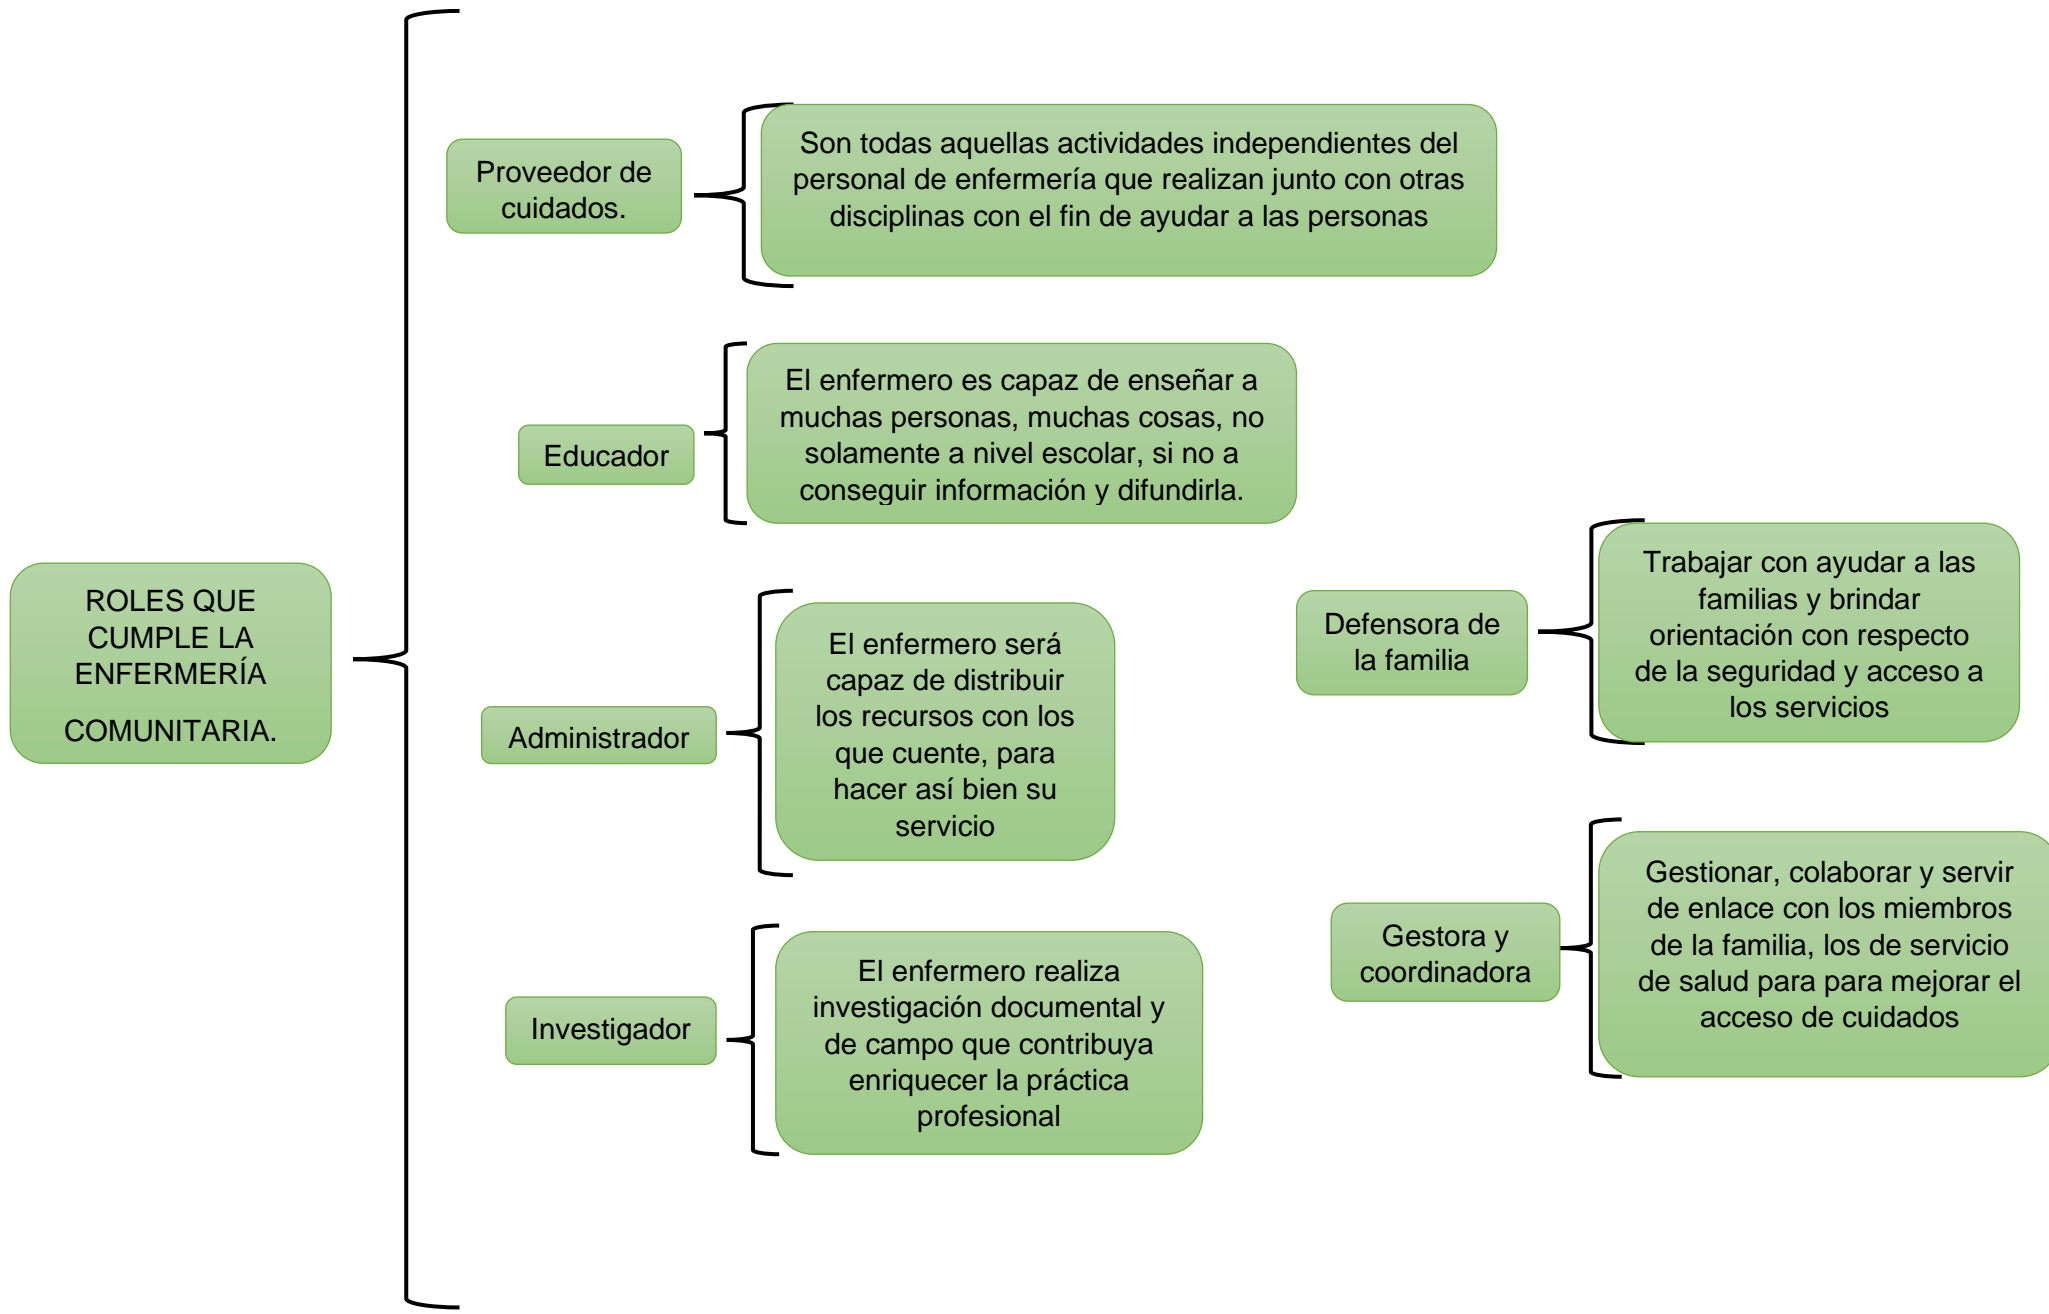 ROLES QUE
CUMPLE LA
ENFERMERÍA
COMUNITARIA.
Proveedor de
cuidados.
Son todas aquellas actividades independientes del
personal de enfermería que realizan junto con otras
disciplinas con el fin de ayudar a las personas
Educador
El enfermero es capaz de enseñar a
muchas personas, muchas cosas, no
solamente a nivel escolar, si no a
conseguir información y difundirla.
Administrador
El enfermero será
capaz de distribuir
los recursos con los
que cuente, para
hacer así bien su
servicio
Investigador
El enfermero realiza
investigación documental y
de campo que contribuya
enriquecer la práctica
profesional
Defensora de
la familia
Trabajar con ayudar a las
familias y brindar
orientación con respecto
de la seguridad y acceso a
los servicios
Gestora y
coordinadora
Gestionar, colaborar y servir
de enlace con los miembros
de la familia, los de servicio
de salud para para mejorar el
acceso de cuidados